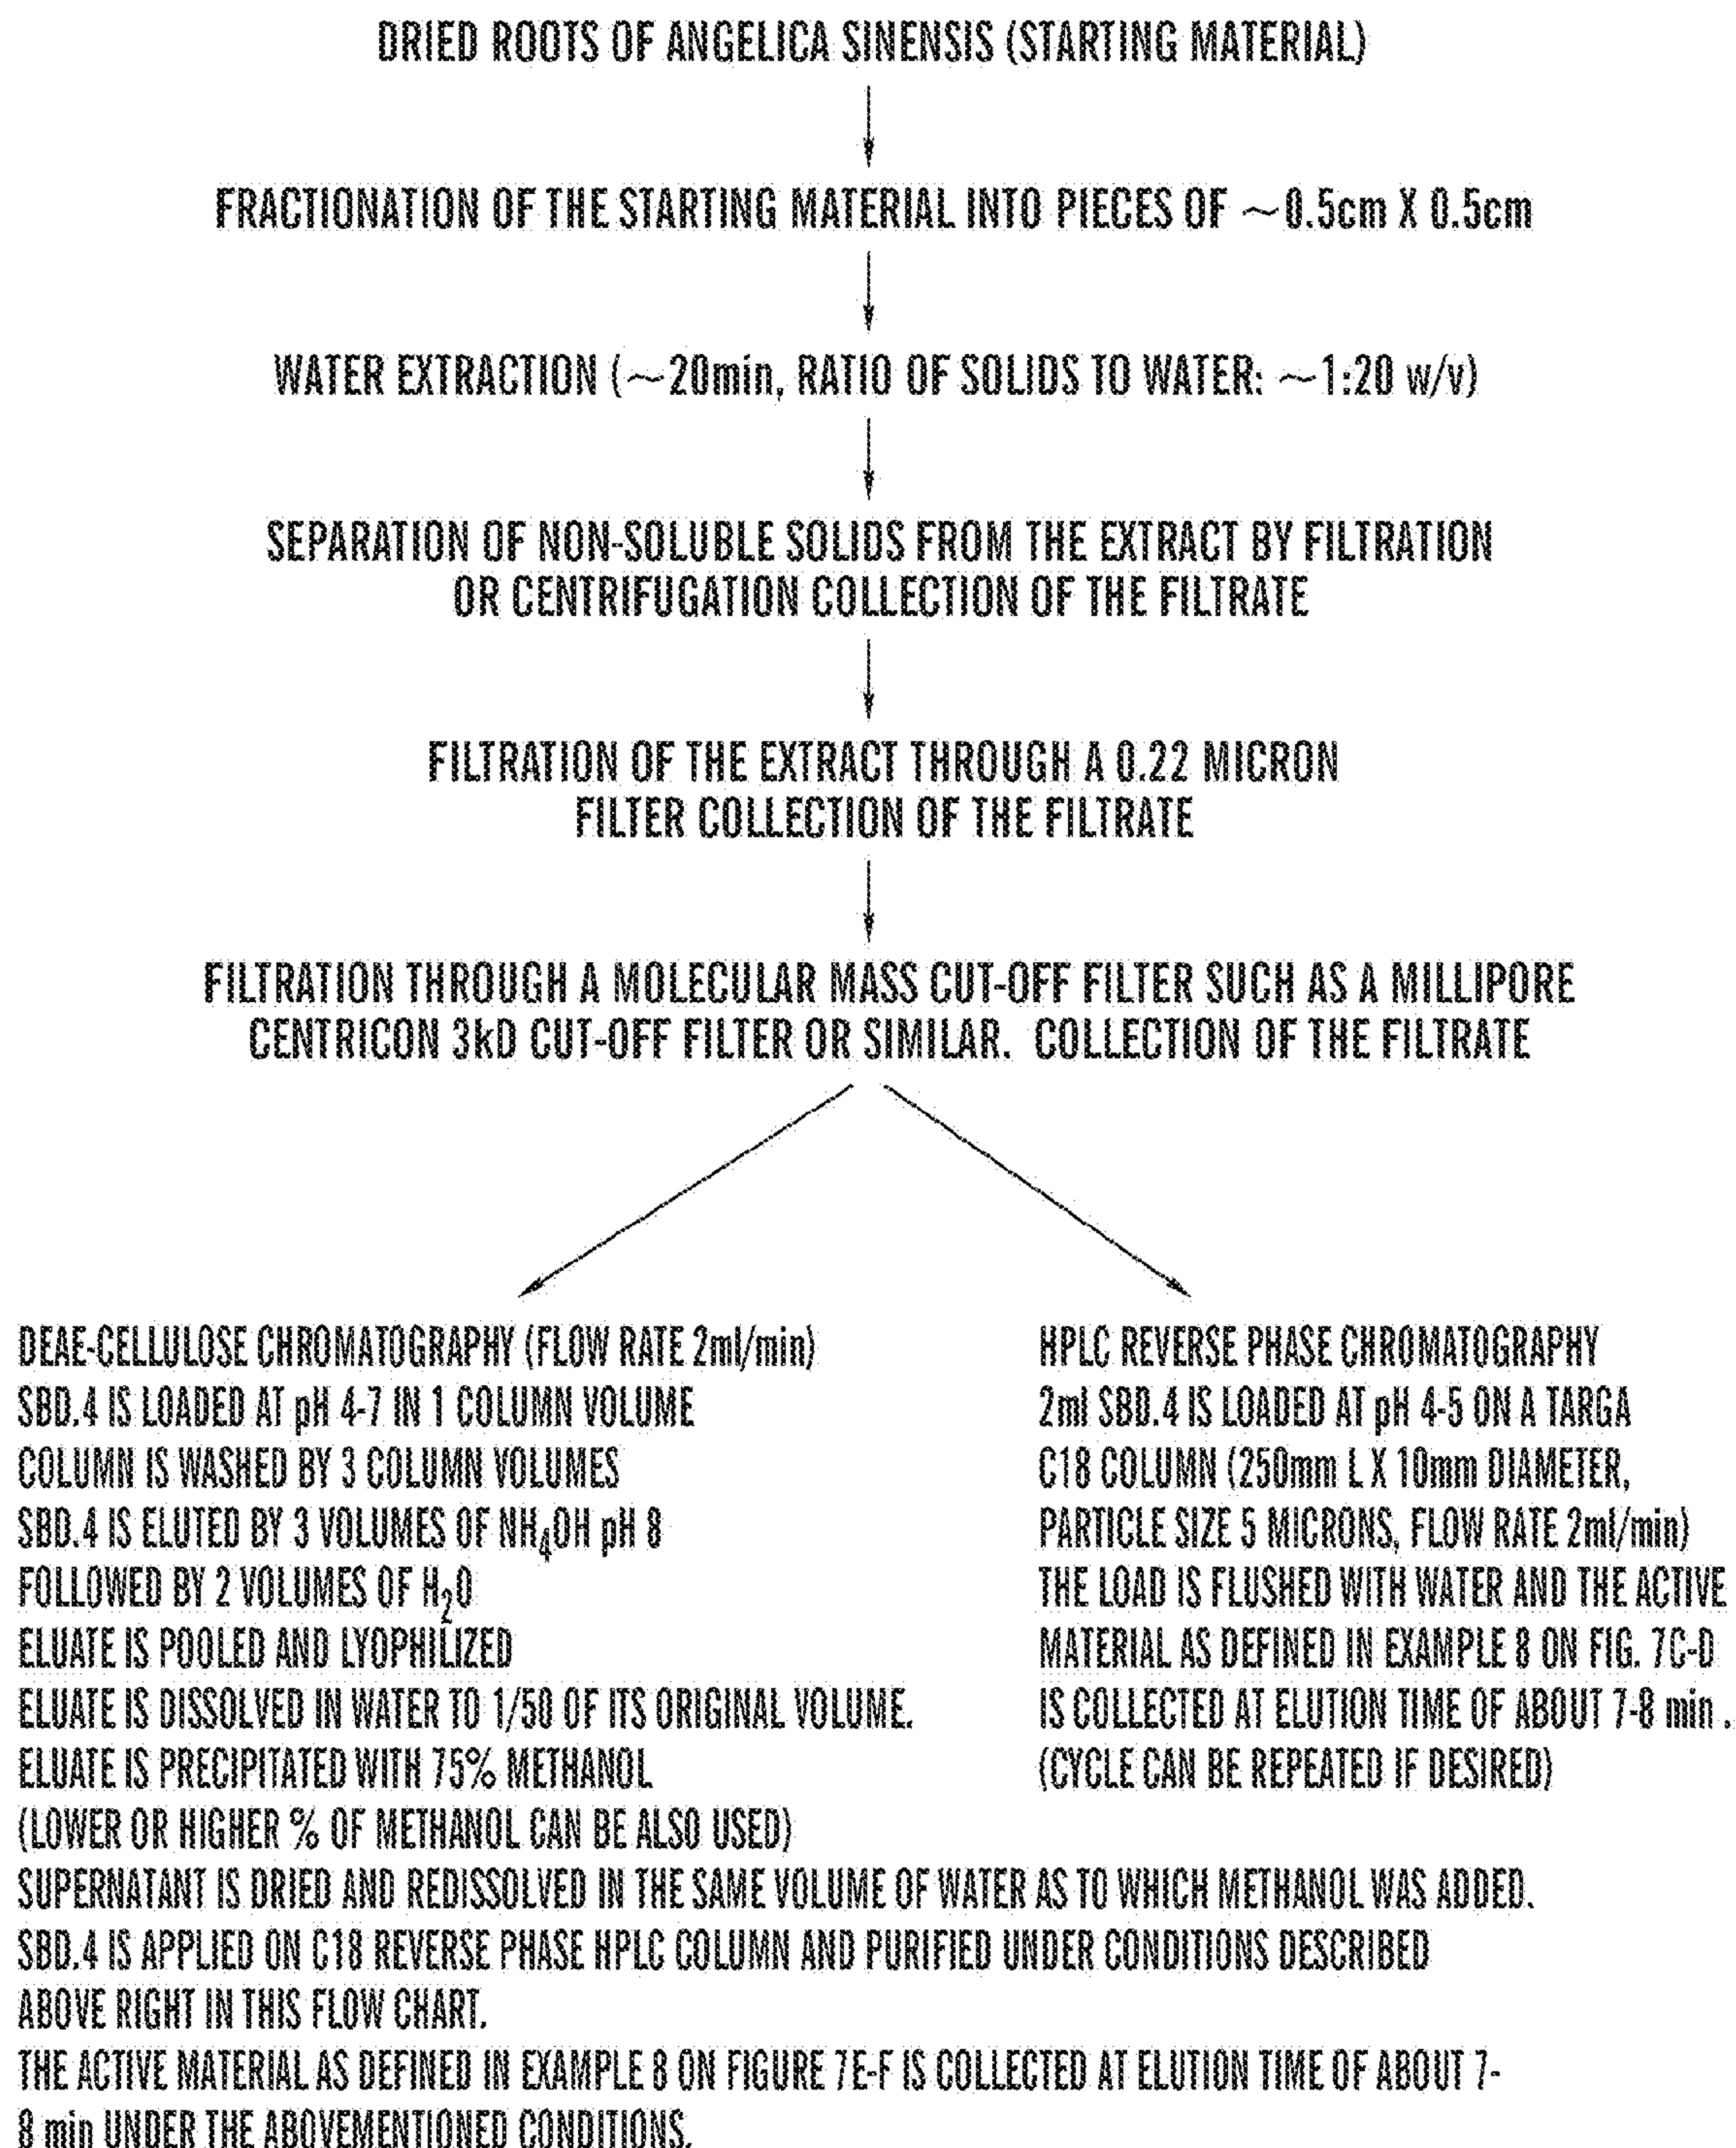 DRIED ROOTS OF ANGELICA SINENSIS (STARTING MATERIAL)
FRACTIONATION OF THE STARTING MATERIAL INTO PIECES OF ~0.5cm X 0.5cm
WATER EXTRACTION (~20min, RATIO OF SOLIDS TO WATER: ~1:20 w/v)
SEPARATION OF NON-SOLUBLE SOLIDS FROM THE EXTRACT BY FILTRATION
OR CENTRIFUGATION COLLECTION OF THE FILTRATE
FILTRATION OF THE EXTRACT THROUGH A 0.22 MICRON
FILTER COLLECTION OF THE FILTRATE
FILTRATION THROUGH A MOLECULAR MASS CUT-OFF FILTER SUCH AS A MILLIPORE
CENTRICON 3kD CUT-OFF FILTER OR SIMILAR. COLLECTION OF THE FILTRATE
DEAE-CELLULOSE CHROMATOGRAPHY (FLOW RATE 2ml/min)
SBD.4 IS LOADED AT pH 4-7 IN 1 COLUMN VOLUME
COLUMN IS WASHED BY 3 COLUMN VOLUMES
SBD.4 IS ELUTED BY 3 VOLUMES OF NH₄OH pH 8
FOLLOWED BY 2 VOLUMES OF H₂O
ELUATE IS POOLED AND LYOPHILIZED
ELUATE IS DISSOLVED IN WATER TO 1/50 OF ITS ORIGINAL VOLUME.
ELUATE IS PRECIPITATED WITH 75% METHANOL
(LOWER OR HIGHER % OF METHANOL CAN BE ALSO USED)
HPLC REVERSE PHASE CHROMATOGRAPHY
2ml SBD.4 IS LOADED AT pH 4-5 ON A TARGA
C18 COLUMN (250mm L X 10mm DIAMETER,
PARTICLE SIZE 5 MICRONS, FLOW RATE 2ml/min)
THE LOAD IS FLUSHED WITH WATER AND THE ACTIVE
MATERIAL AS DEFINED IN EXAMPLE 8 ON FIG. 7C-D
IS COLLECTED AT ELUTION TIME OF ABOUT 7-8 min .
(CYCLE CAN BE REPEATED IF DESIRED)
SUPERNATANT IS DRIED AND REDISSOLVED IN THE SAME VOLUME OF WATER AS TO WHICH METHANOL WAS ADDED.
SBD.4 IS APPLIED ON C18 REVERSE PHASE HPLC COLUMN AND PURIFIED UNDER CONDITIONS DESCRIBED
ABOVE RIGHT IN THIS FLOW CHART.
THE ACTIVE MATERIAL AS DEFINED IN EXAMPLE 8 ON FIGURE 7E-F IS COLLECTED AT ELUTION TIME OF ABOUT 7-
8 min UNDER THE ABOVEMENTIONED CONDITIONS.